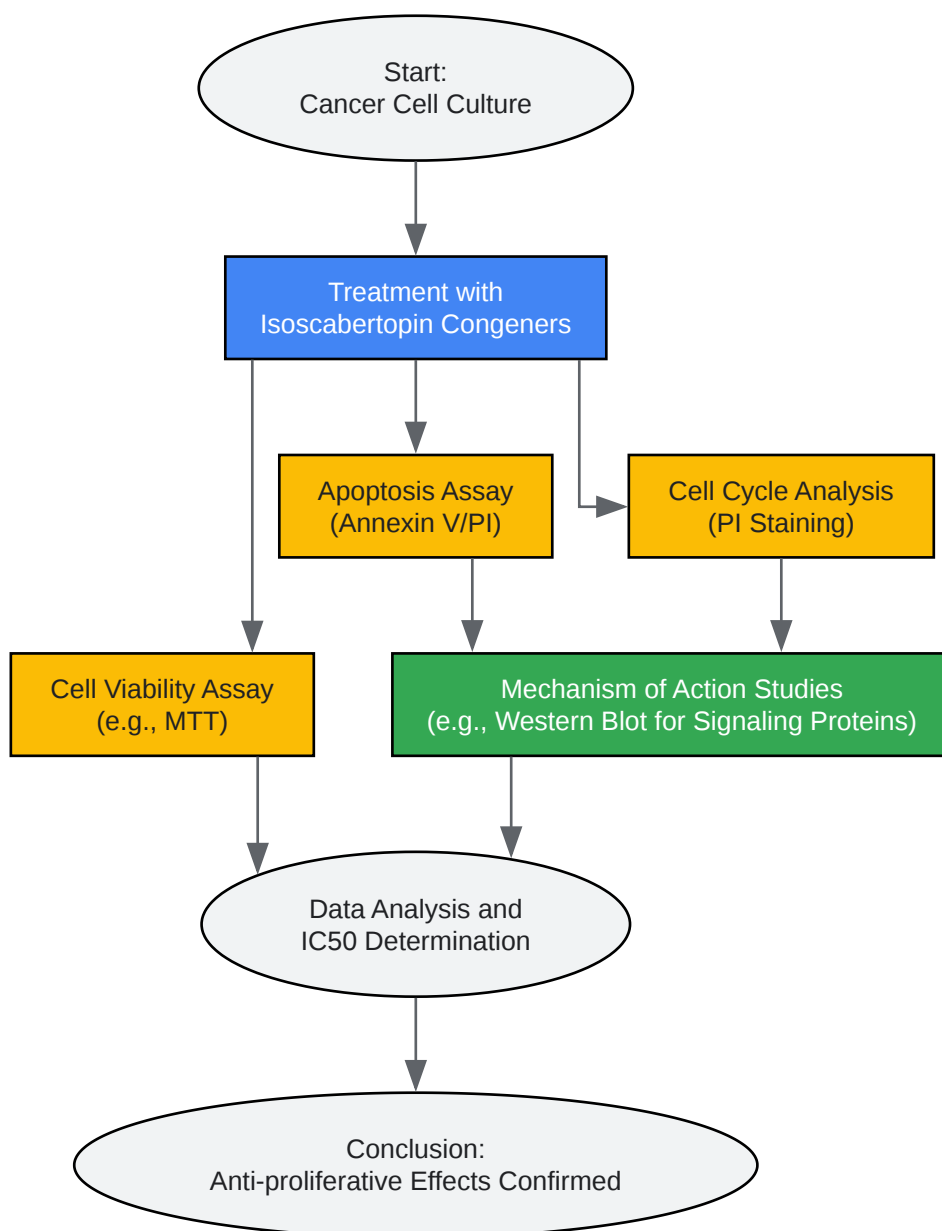 Start:
Cancer Cell Culture
Treatment with
Isoscabertopin Congeners
Apoptosis Assay
(Annexin V/PI)
Cell Cycle Analysis
(PI Staining)
Cell Viability Assay
(e.g., MTT)
Mechanism of Action Studies
(e.g., Western Blot for Signaling Proteins)
Data Analysis and
IC50 Determination
Conclusion:
Anti-proliferative Effects Confirmed